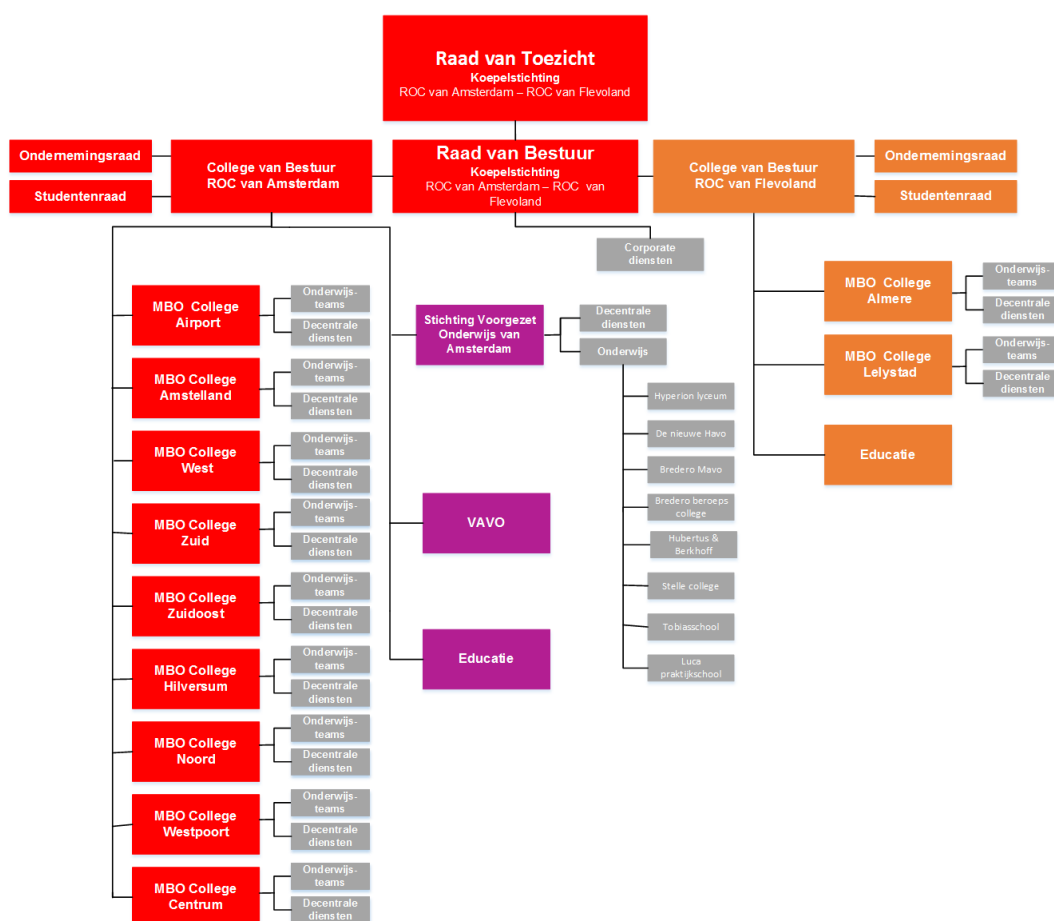 Raad van Toezicht
Koepelstichting
ROC van Amsterdam – ROC van Flevoland
Ondernemingsraad
Studentenraad
College van Bestuur
ROC van Amsterdam
Raad van Bestuur
Koepelstichting
ROC van Amsterdam – ROC van
Flevoland
College van Bestuur
ROC van Flevoland
Ondernemingsraad
Studentenraad
Corporate
diensten
MBO College
Airport
Onderwijs-
teams
Decentrale
diensten
MBO College
Amstelland
Onderwijs-
teams
Decentrale
diensten
MBO College
West
Onderwijs-
teams
Decentrale
diensten
MBO College
Zuid
Onderwijs-
teams
Decentrale
diensten
MBO College
Zuidoost
Onderwijs-
teams
Decentrale
diensten
MBO College
Hilversum
Onderwijs-
teams
Decentrale
diensten
MBO College
Noord
Onderwijs-
teams
Decentrale
diensten
MBO College
Westpoort
Onderwijs-
teams
Decentrale
diensten
MBO College
Centrum
Onderwijs-
teams
Decentrale
diensten
Stichting Voorgezet
Onderwijs van
Amsterdam
Decentrale
diensten
Onderwijs
Hyperion lyceum
De nieuwe Havo
Bredero Mavo
Bredero beroeps
college
Hubertus &
Berkhoff
Stelle college
Tobiasschool
Luca
praktijkschool
VAVO
Educatie
MBO College
Almere
Onderwijs-
teams
Decentrale
diensten
MBO College
Lelystad
Onderwijs-
teams
Decentrale
diensten
Educatie